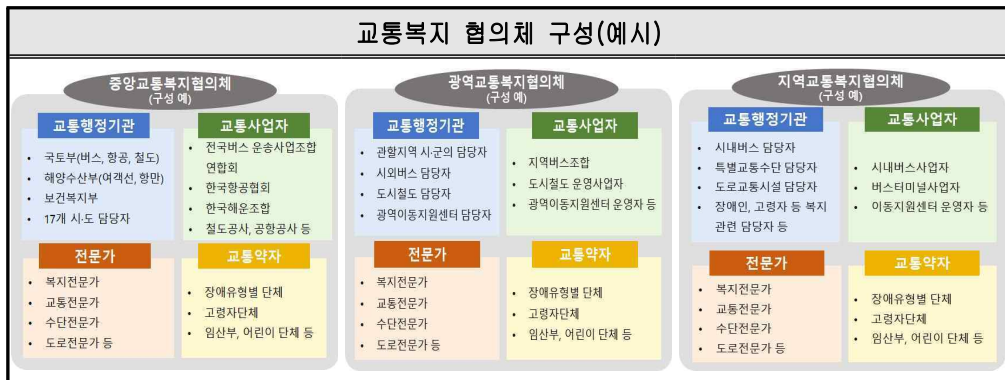 교통복지 협의체 구성(예시)
중앙교통복지협의체
(구성 예)
교통행정기관
• 국토부(버스, 항공, 철도)
• 해양수산부(여객선, 항만)
• 보건복지부
• 17개 시·도 담당자
교통사업자
• 전국버스 운송사업조합
연합회
• 한국항공협회
• 한국해운조합
• 철도공사, 공항공사 등
전문가
• 복지전문가
• 교통전문가
• 수단전문가
• 도로전문가 등
교통약자
• 장애유형별 단체
• 고령자단체
• 임산부, 어린이 단체 등
광역교통복지협의체
(구성 예)
교통행정기관
• 관할지역 시·군의 담당자
• 시외버스 담당자
• 도시철도 담당자
• 광역이동지원센터 담당자
교통사업자
• 지역버스조합
• 도시철도 운영사업자
• 광역이동지원센터 운영자 등
전문가
• 복지전문가
• 교통전문가
• 수단전문가
• 도로전문가 등
교통약자
• 장애유형별 단체
• 고령자단체
• 임산부, 어린이 단체 등
지역교통복지협의체
(구성 예)
교통행정기관
• 시내버스 담당자
• 특별교통수단 담당자
• 도로교통시설 담당자
• 장애인, 고령자 등 복지
관련 담당자 등
교통사업자
• 시내버스사업자
• 버스터미널사업자
• 이동지원센터 운영자 등
전문가
• 복지전문가
• 교통전문가
• 수단전문가
• 도로전문가 등
교통약자
• 장애유형별 단체
• 고령자단체
• 임산부, 어린이 단체 등